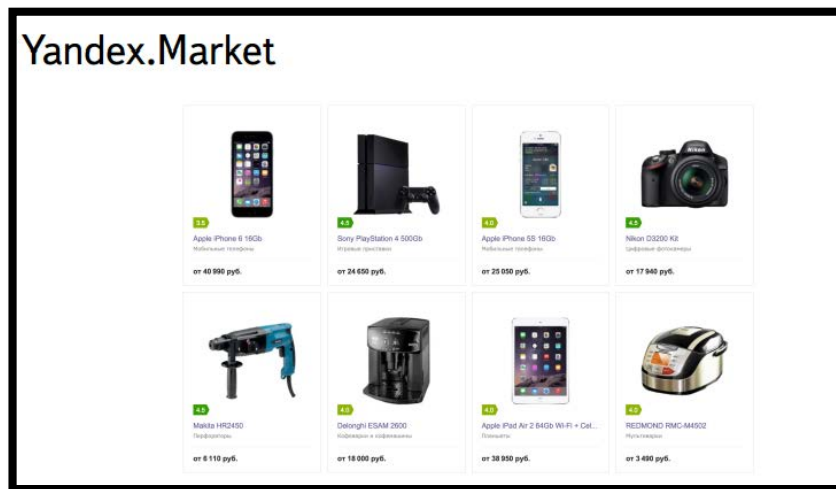 Yandex.Market
3.5
Apple iPhone 6 16Gb
Мобильные телефоны
от 40 990 руб.
4.5
Sony PlayStation 4 500Gb
Игровые приставки
от 24 650 руб.
4.0
Apple iPhone 5S 16Gb
Мобильные телефоны
от 25 050 руб.
4.5
Nikon D3200 Kit
Цифровые фотокамеры
от 17 940 руб.
4.5
Makita HR2450
Перфораторы
от 6 110 руб.
4.0
Delonghi ESAM 2600
Кофеварки и кофемашины
от 18 000 руб.
4.0
Apple iPad Air 2 64Gb Wi-Fi + Cel...
Планшеты
от 38 950 руб.
4.0
REDMOND RMC-M4502
Мультиварки
от 3 490 руб.
Nikon